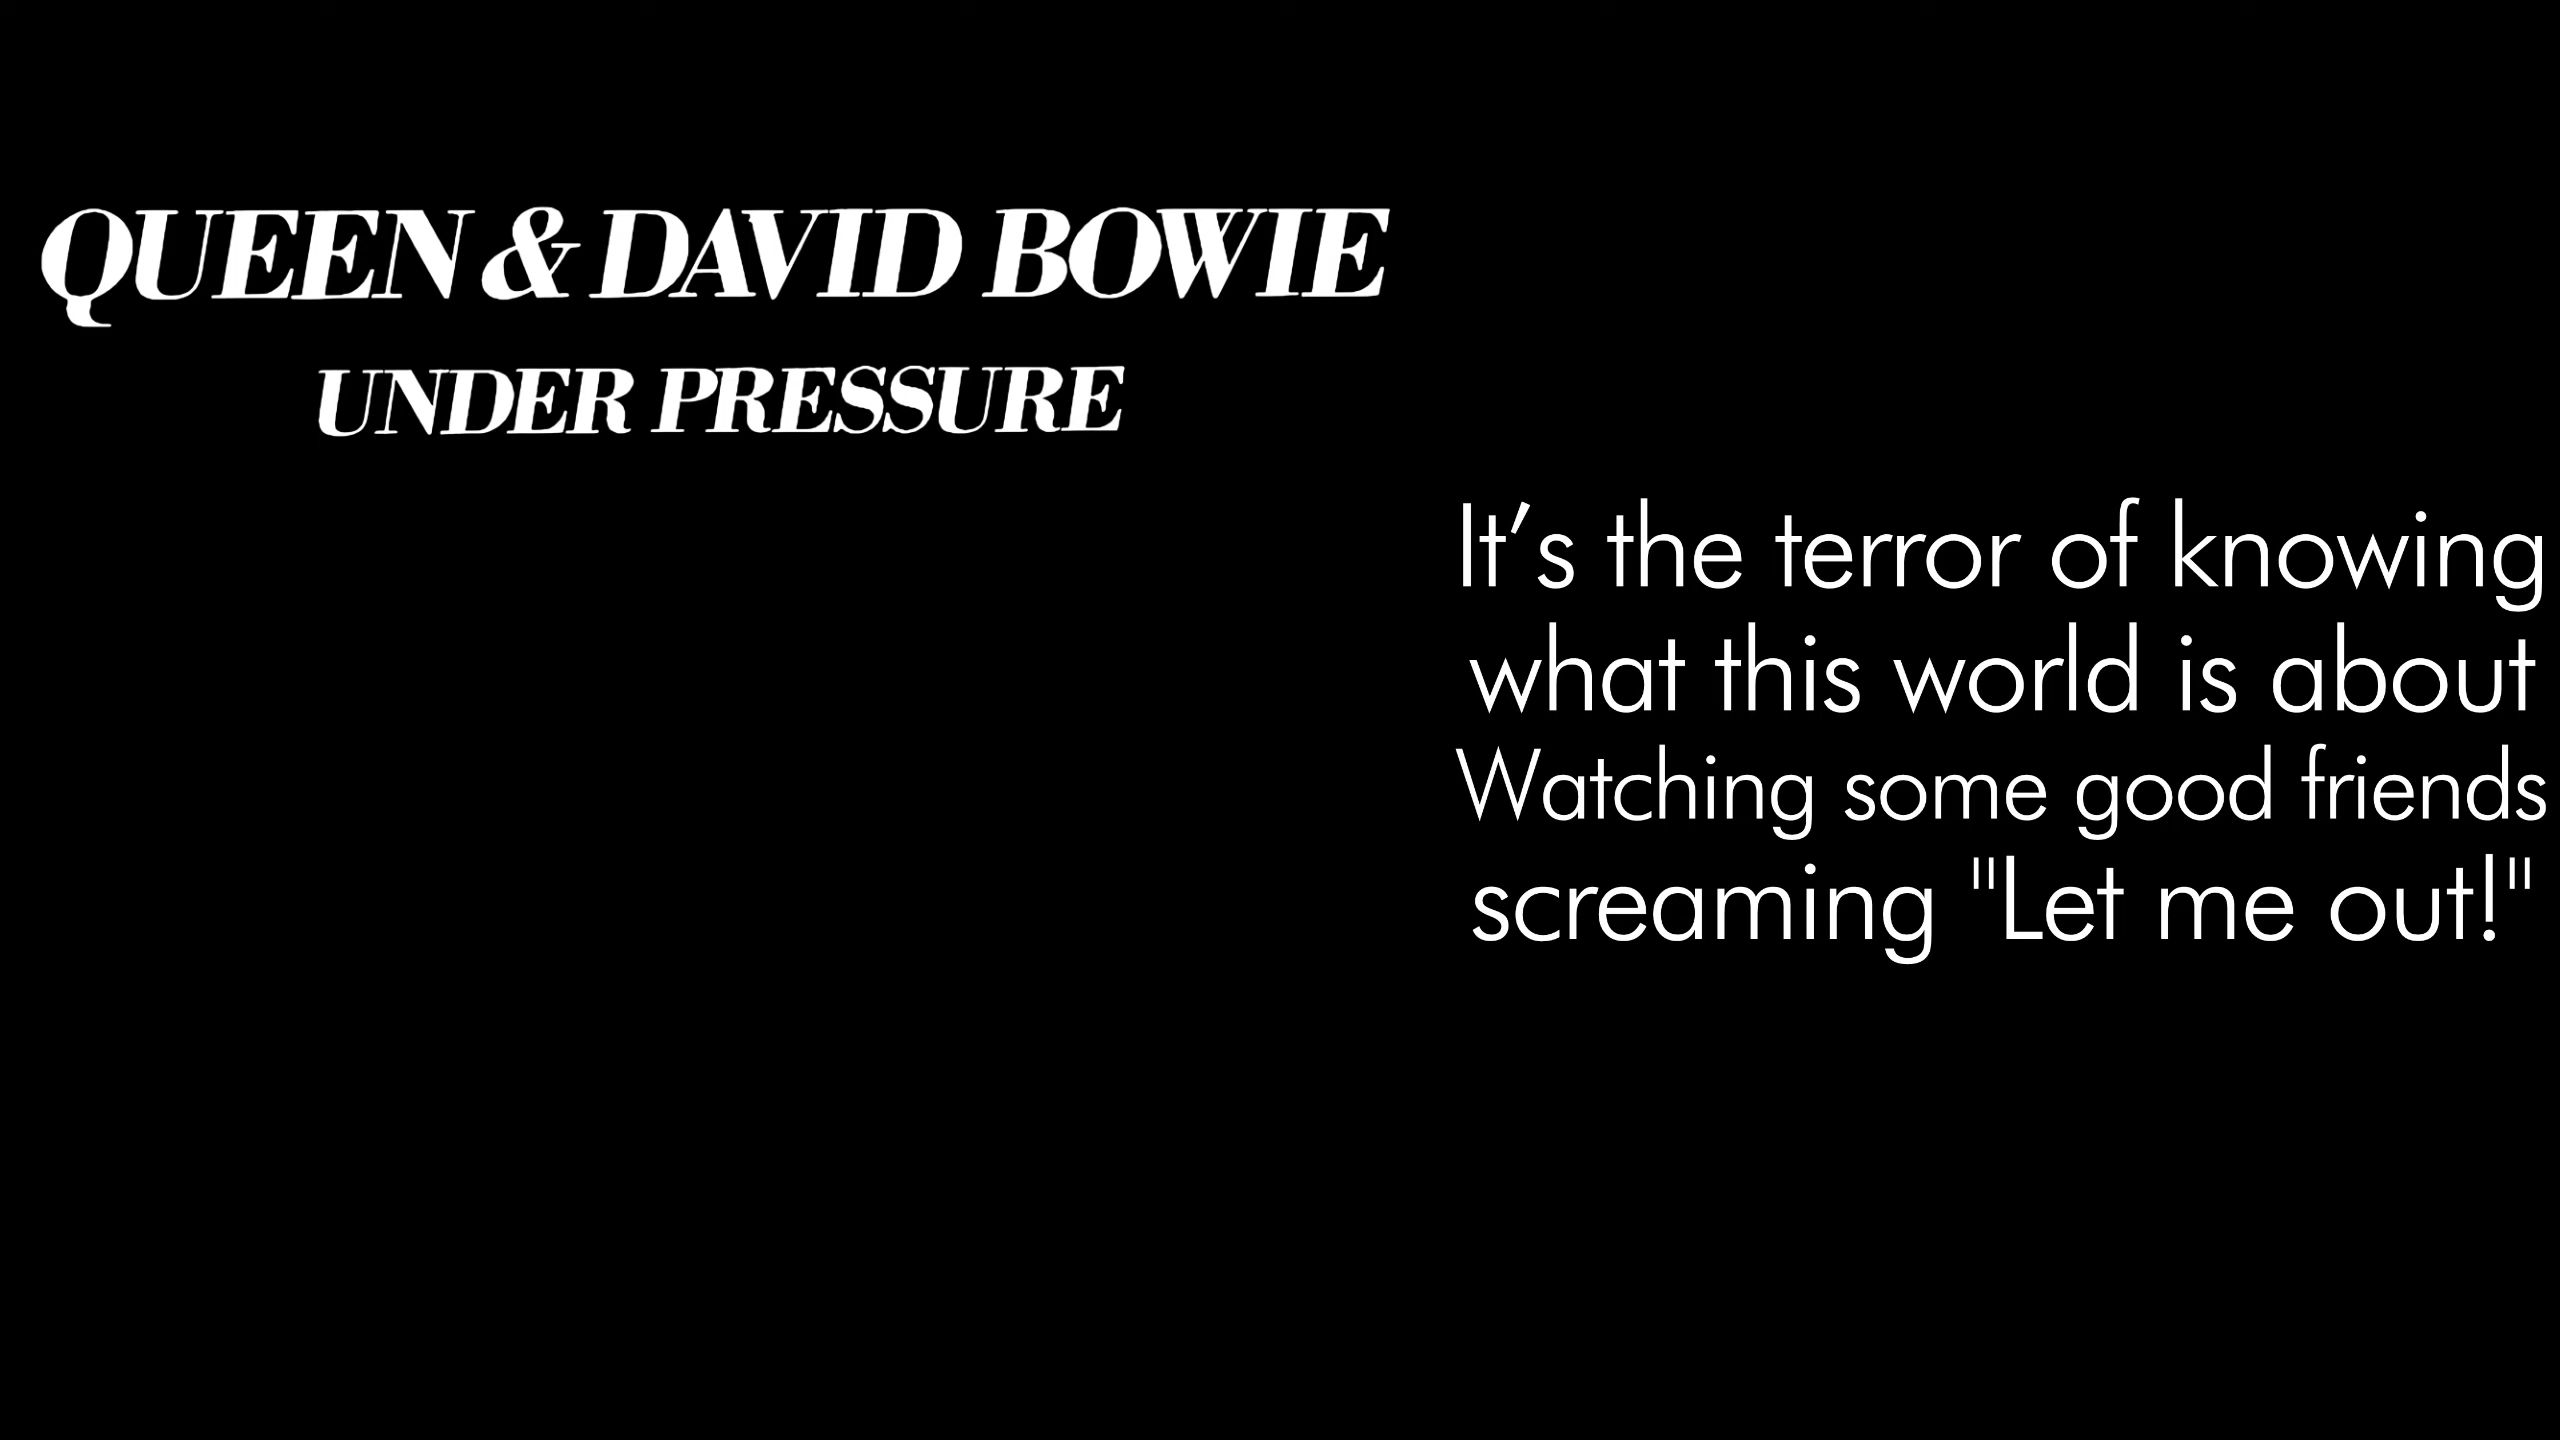 QUEEN & DAVID BOWIE
UNDER PRESSURE
It’s the terror of knowing
what this world is about
Watching some good friends
screaming "Let me out!"